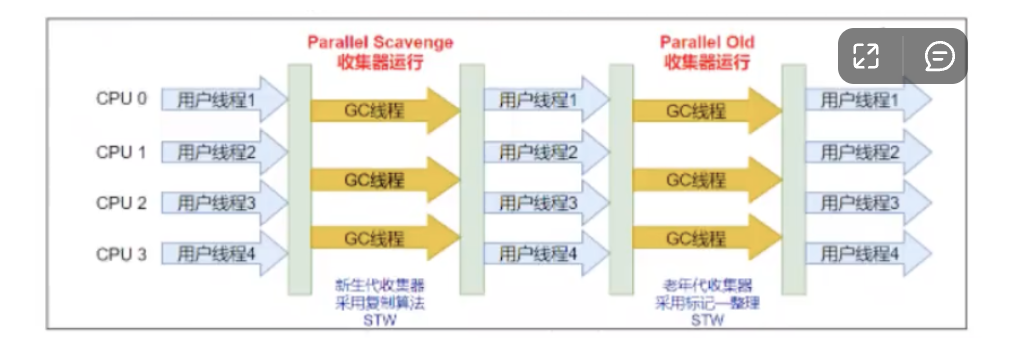 Parallel Scavenge
收集器运行
Parallel Old
收集器运行
CPU 0
用户线程1
GC线程
用户线程1
GC线程
用户线程1
CPU 1
用户线程2
用户线程2
用户线程2
GC线程
GC线程
CPU 2
用户线程3
用户线程3
用户线程3
GC线程
GC线程
CPU 3
用户线程4
用户线程4
用户线程4
新生代收集器
采用复制算法
STW
老年代收集器
采用标记—整理
STW